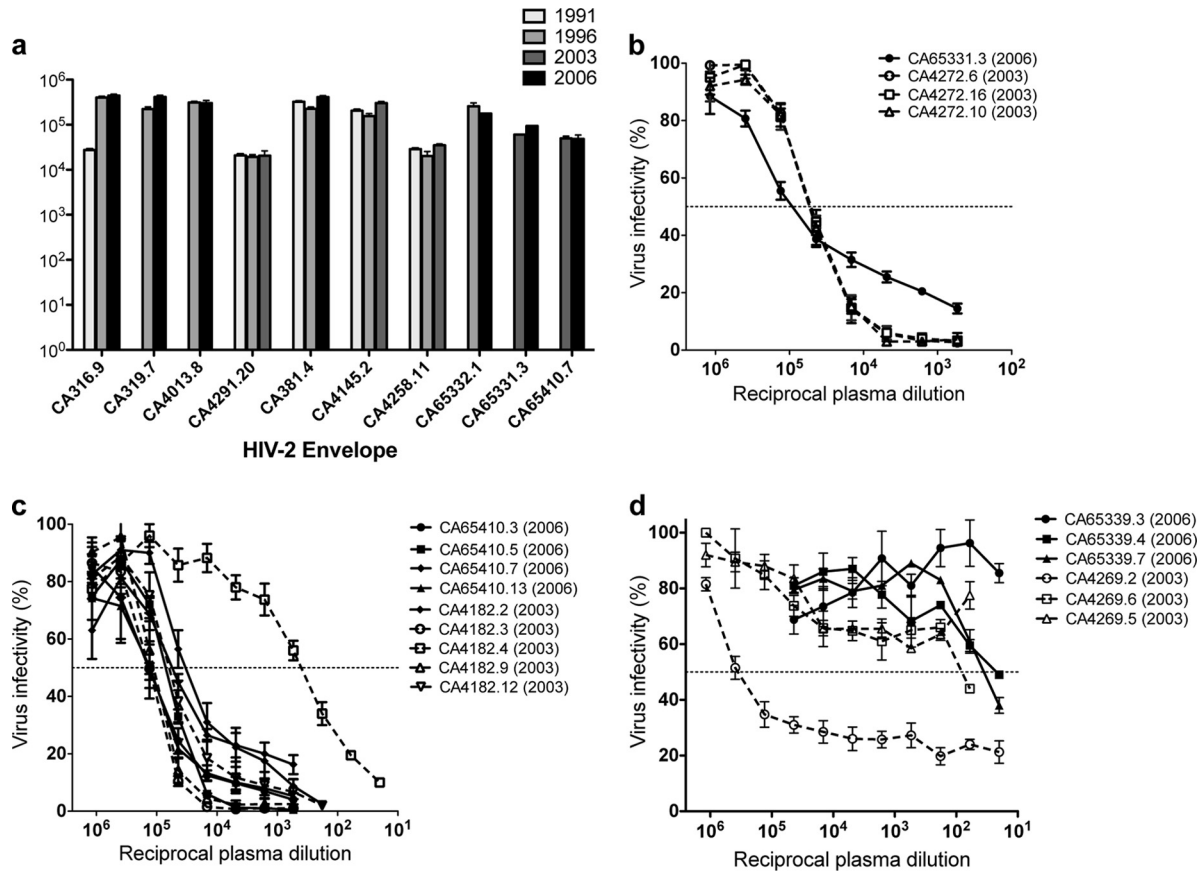 a
1991
1996
2003
2006
10^6
10^5
10^4
10^3
10^2
10^1
10^0
CA316.9
CA319.7
CA4013.8
CA4291.20
CA381.4
CA4145.2
CA4258.11
CA65332.1
CA65331.3
CA65410.7
HIV-2 Envelope
b
CA65331.3 (2006)
CA4272.6 (2003)
CA4272.16 (2003)
CA4272.10 (2003)
Virus infectivity (%)
100
80
60
40
20
0
10^6
10^5
10^4
10^3
10^2
Reciprocal plasma dilution
c
CA65410.3 (2006)
CA65410.5 (2006)
CA65410.7 (2006)
CA65410.13 (2006)
CA4182.2 (2003)
CA4182.3 (2003)
CA4182.4 (2003)
CA4182.9 (2003)
CA4182.12 (2003)
Virus infectivity (%)
100
80
60
40
20
0
10^6
10^5
10^4
10^3
10^2
10^1
Reciprocal plasma dilution
d
CA65339.3 (2006)
CA65339.4 (2006)
CA65339.7 (2006)
CA4269.2 (2003)
CA4269.6 (2003)
CA4269.5 (2003)
Virus infectivity (%)
100
80
60
40
20
0
10^6
10^5
10^4
10^3
10^2
10^1
Reciprocal plasma dilution